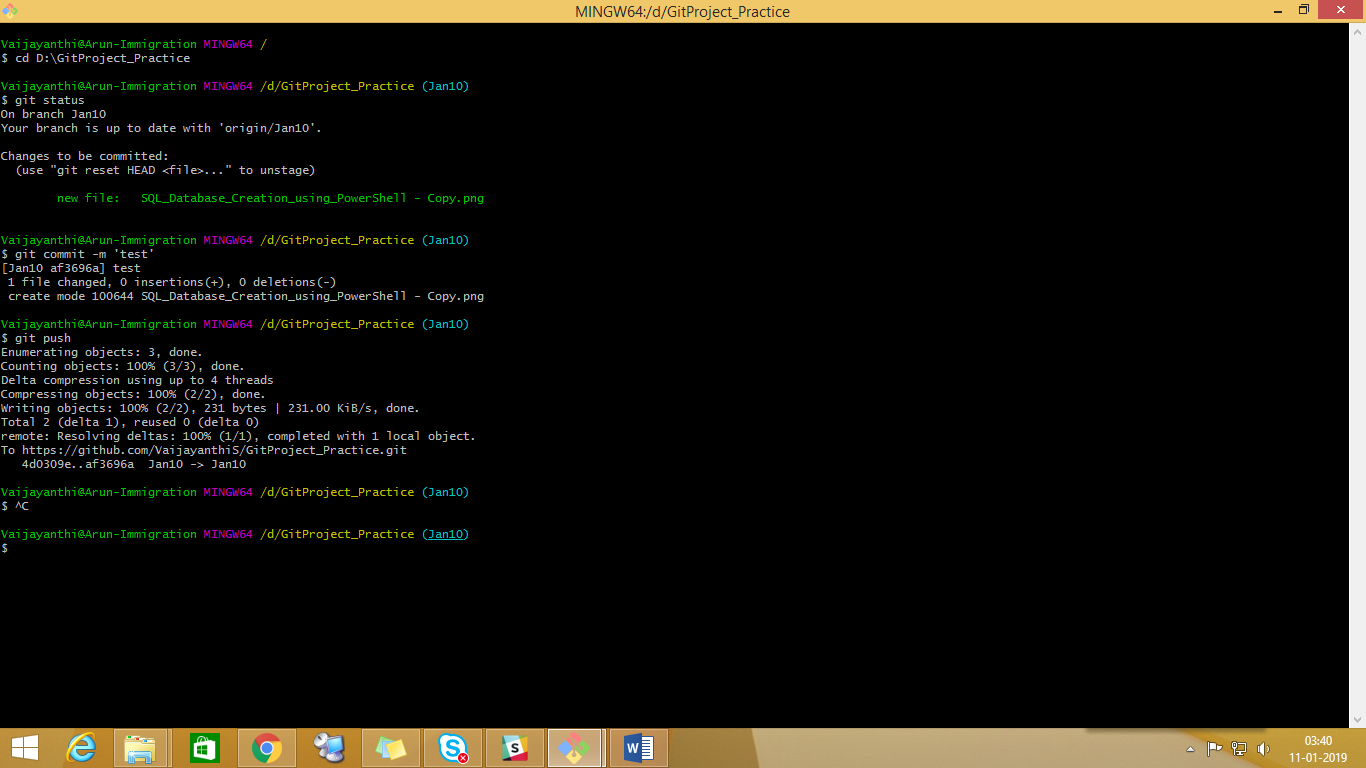 MINGW64:/d/GitProject_Practice
Vaijayanthi@Arun-Immigration MINGW64 /
$ cd D:\GitProject_Practice
Vaijayanthi@Arun-Immigration MINGW64 /d/GitProject_Practice (Jan10)
$ git status
On branch Jan10
Your branch is up to date with 'origin/Jan10'.
Changes to be committed:
  (use "git reset HEAD <file>..." to unstage)
        new file:   SQL_Database_Creation_using_PowerShell - Copy.png
Vaijayanthi@Arun-Immigration MINGW64 /d/GitProject_Practice (Jan10)
$ git commit -m 'test'
[Jan10 af3696a] test
 1 file changed, 0 insertions(+), 0 deletions(-)
 create mode 100644 SQL_Database_Creation_using_PowerShell - Copy.png
Vaijayanthi@Arun-Immigration MINGW64 /d/GitProject_Practice (Jan10)
$ git push
Enumerating objects: 3, done.
Counting objects: 100% (3/3), done.
Delta compression using up to 4 threads
Compressing objects: 100% (2/2), done.
Writing objects: 100% (2/2), 231 bytes | 231.00 KiB/s, done.
Total 2 (delta 1), reused 0 (delta 0)
remote: Resolving deltas: 100% (1/1), completed with 1 local object.
To https://github.com/VaijayanthiS/GitProject_Practice.git
   4d0309e..af3696a  Jan10 -> Jan10
Vaijayanthi@Arun-Immigration MINGW64 /d/GitProject_Practice (Jan10)
$ ^C
Vaijayanthi@Arun-Immigration MINGW64 /d/GitProject_Practice (Jan10)
$
03:40
11-01-2019